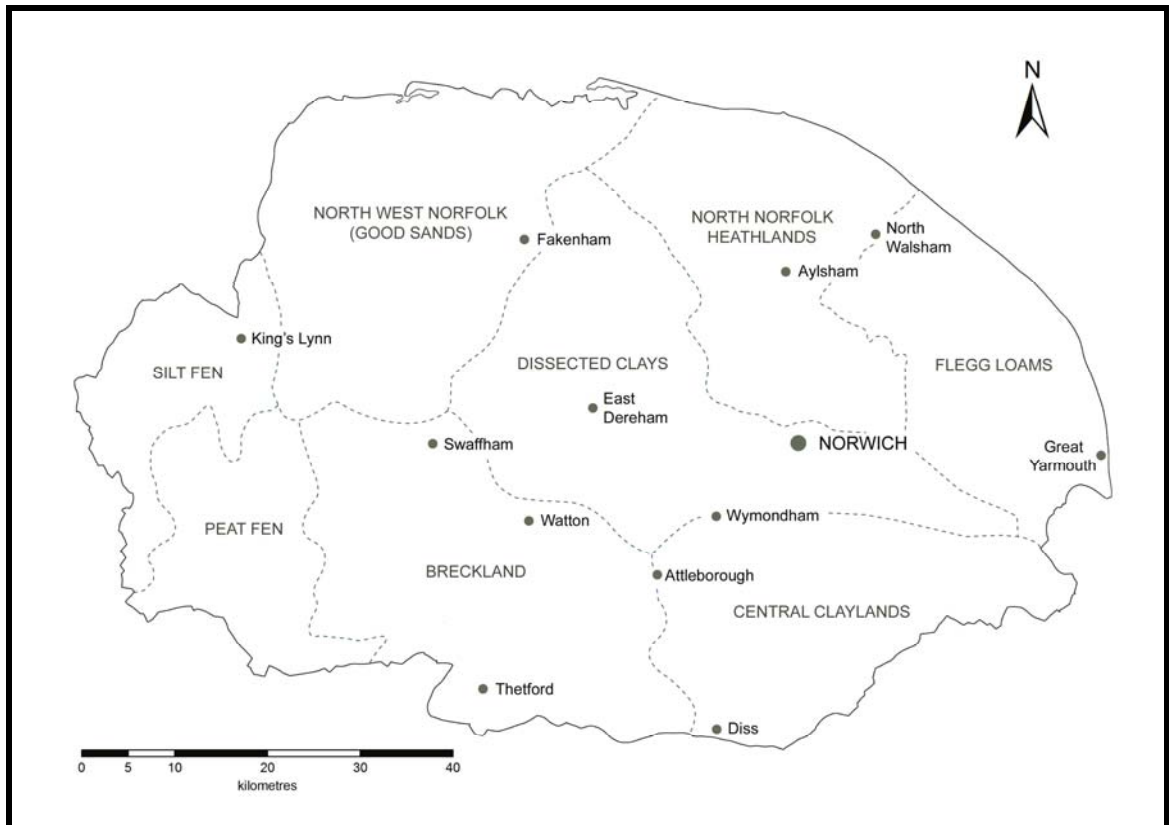 N
NORTH WEST NORFOLK
(GOOD SANDS)
NORTH NORFOLK
HEATHLANDS
North
Walsham
Fakenham
Aylsham
King's Lynn
SILT FEN
DISSECTED CLAYS
FLEGG LOAMS
East
Dereham
Swaffham
NORWICH
Great
Yarmouth
PEAT FEN
Watton
Wymondham
BRECKLAND
Attleborough
CENTRAL CLAYLANDS
Thetford
Diss
0 5 10 20 30 40
kilometres